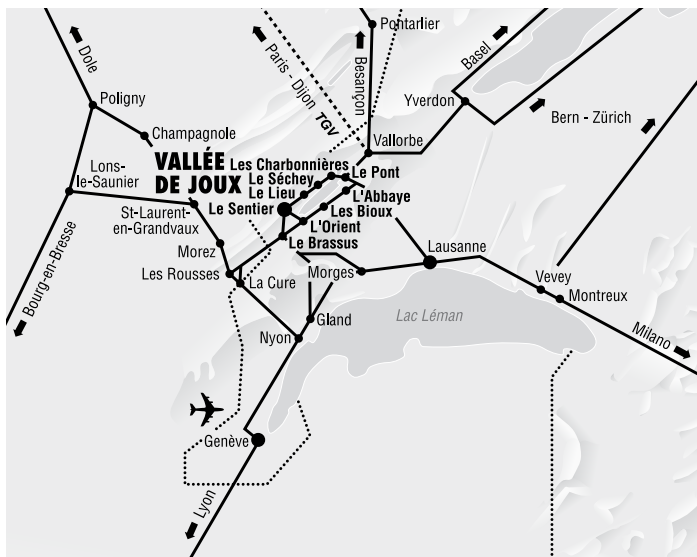 Pontarlier
Dole
Besançon
Paris - Dijon TGV
Basel
Poligny
Yverdon
Champagnole
Bern - Zürich
Vallorbe
VALLÉE
DE JOUX
Les Charbonnières
Le Pont
Lons-
le-Saunier
Le Séchey
Le Lieu
L'Abbaye
Le Sentier
Les Bioux
St-Laurent-
en-Grandvaux
L'Orient
Le Brassus
Morez
Lausanne
Les Rousses
La Cure
Morges
Vevey
Montreux
Bourg-en-Bresse
Gland
Lac Léman
Nyon
Milano
Genève
Lyon